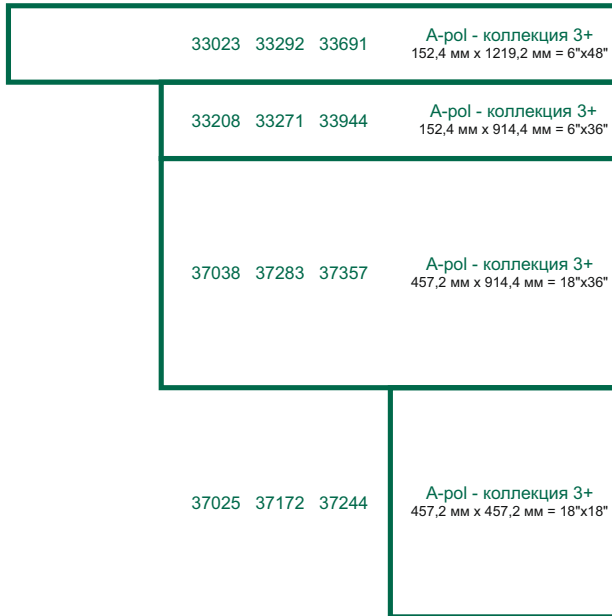 33023 33292 33691 A-pol - коллекция 3+
152,4 мм x 1219,2 мм = 6"x48"
33208 33271 33944 A-pol - коллекция 3+
152,4 мм x 914,4 мм = 6"x36"
37038 37283 37357 A-pol - коллекция 3+
457,2 мм x 914,4 мм = 18"x36"
37025 37172 37244 A-pol - коллекция 3+
457,2 мм x 457,2 мм = 18"x18"